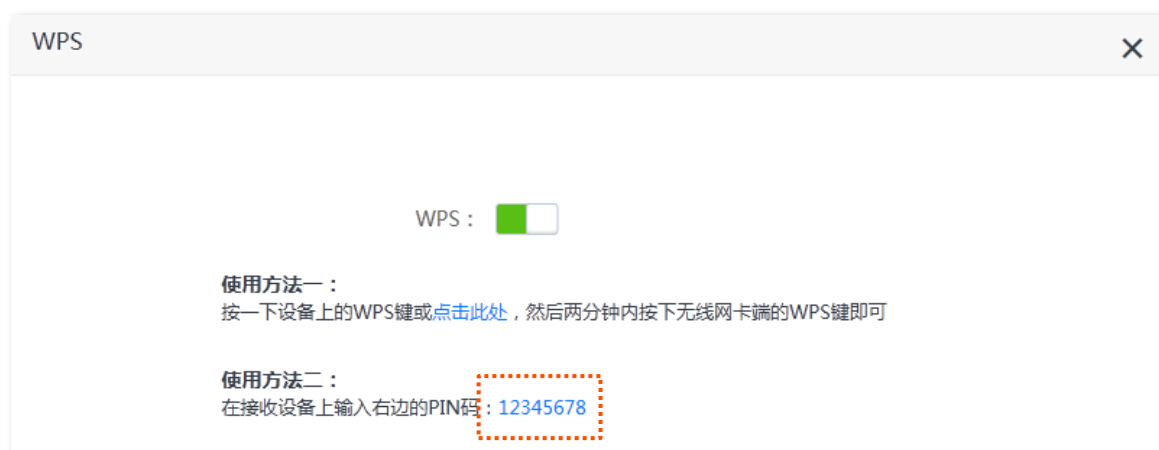 WPS
WPS：
使用方法一：
按一下设备上的WPS键或点击此处，然后两分钟内按下无线网卡端的WPS键即可
使用方法二：
在接收设备上输入右边的PIN码：12345678